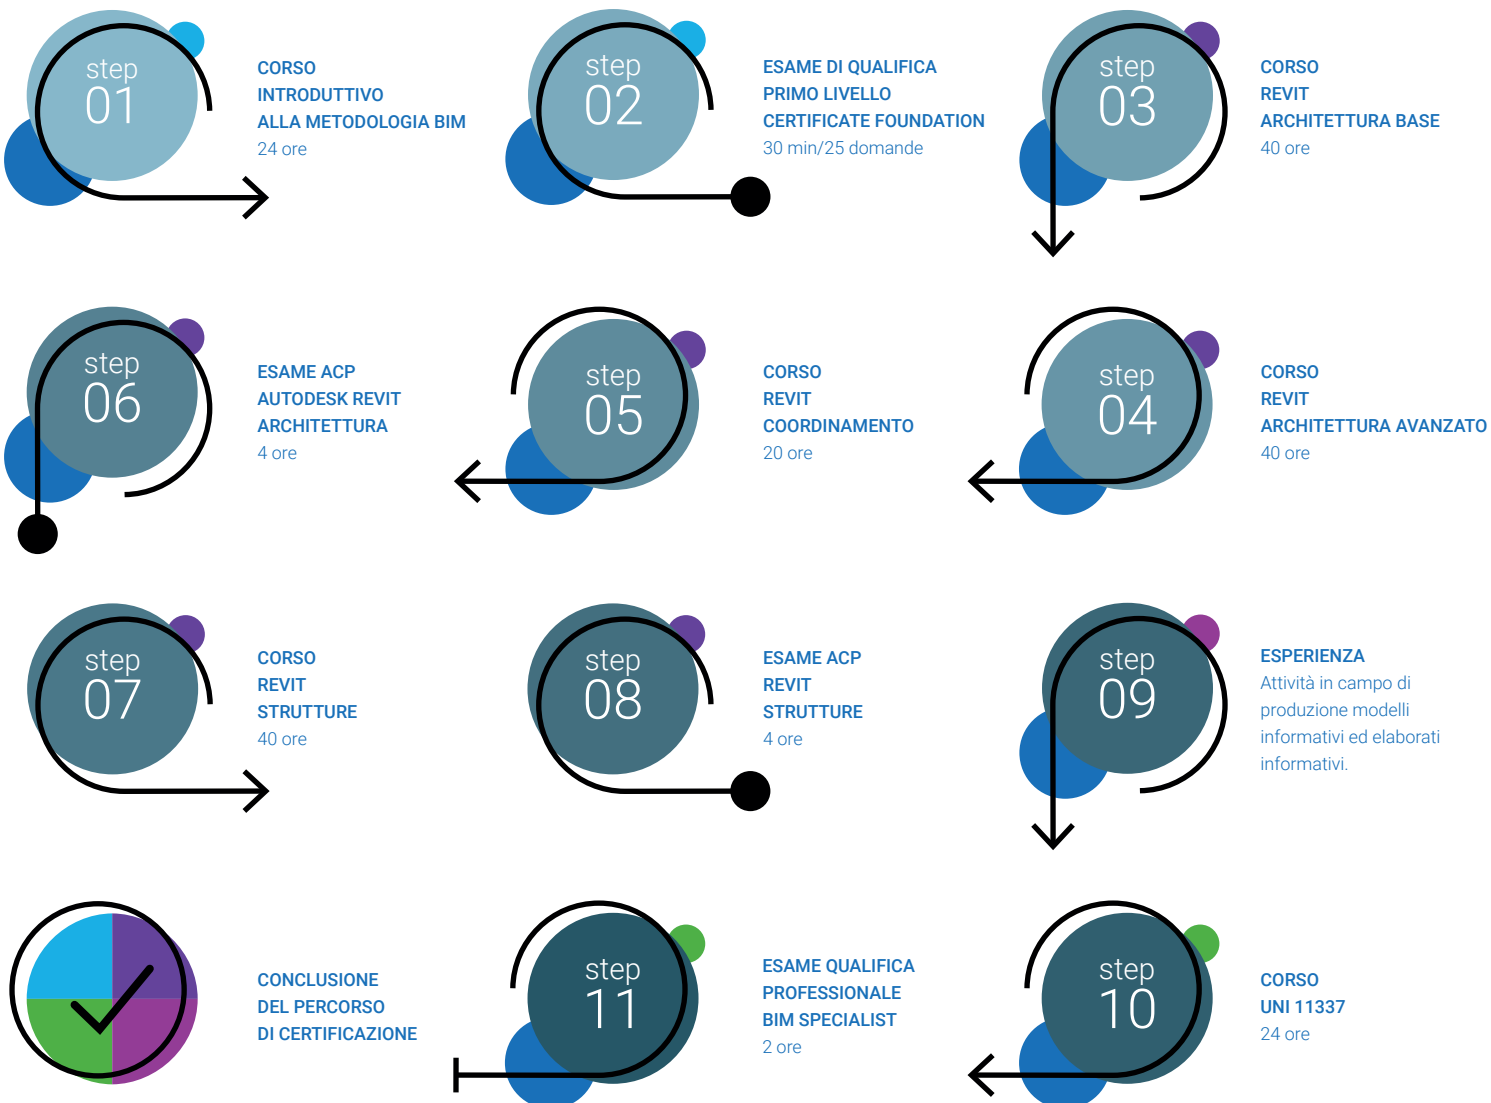 step
01
CORSO
INTRODUTTIVO
ALLA METODOLOGIA BIM
24 ore
step
02
ESAME DI QUALIFICA
PRIMO LIVELLO
CERTIFICATE FOUNDATION
30 min/25 domande
step
03
CORSO
REVIT
ARCHITETTURA BASE
40 ore
step
04
CORSO
REVIT
ARCHITETTURA AVANZATO
40 ore
step
05
CORSO
REVIT
COORDINAMENTO
20 ore
step
06
ESAME ACP
AUTODESK REVIT
ARCHITETTURA
4 ore
step
07
CORSO
REVIT
STRUTTURE
40 ore
step
08
ESAME ACP
REVIT
STRUTTURE
4 ore
step
09
ESPERIENZA
Attività in campo di
produzione modelli
informativi ed elaborati
informativi.
step
10
CORSO
UNI 11337
24 ore
step
11
ESAME QUALIFICA
PROFESSIONALE
BIM SPECIALIST
2 ore
CONCLUSIONE
DEL PERCORSO
DI CERTIFICAZIONE